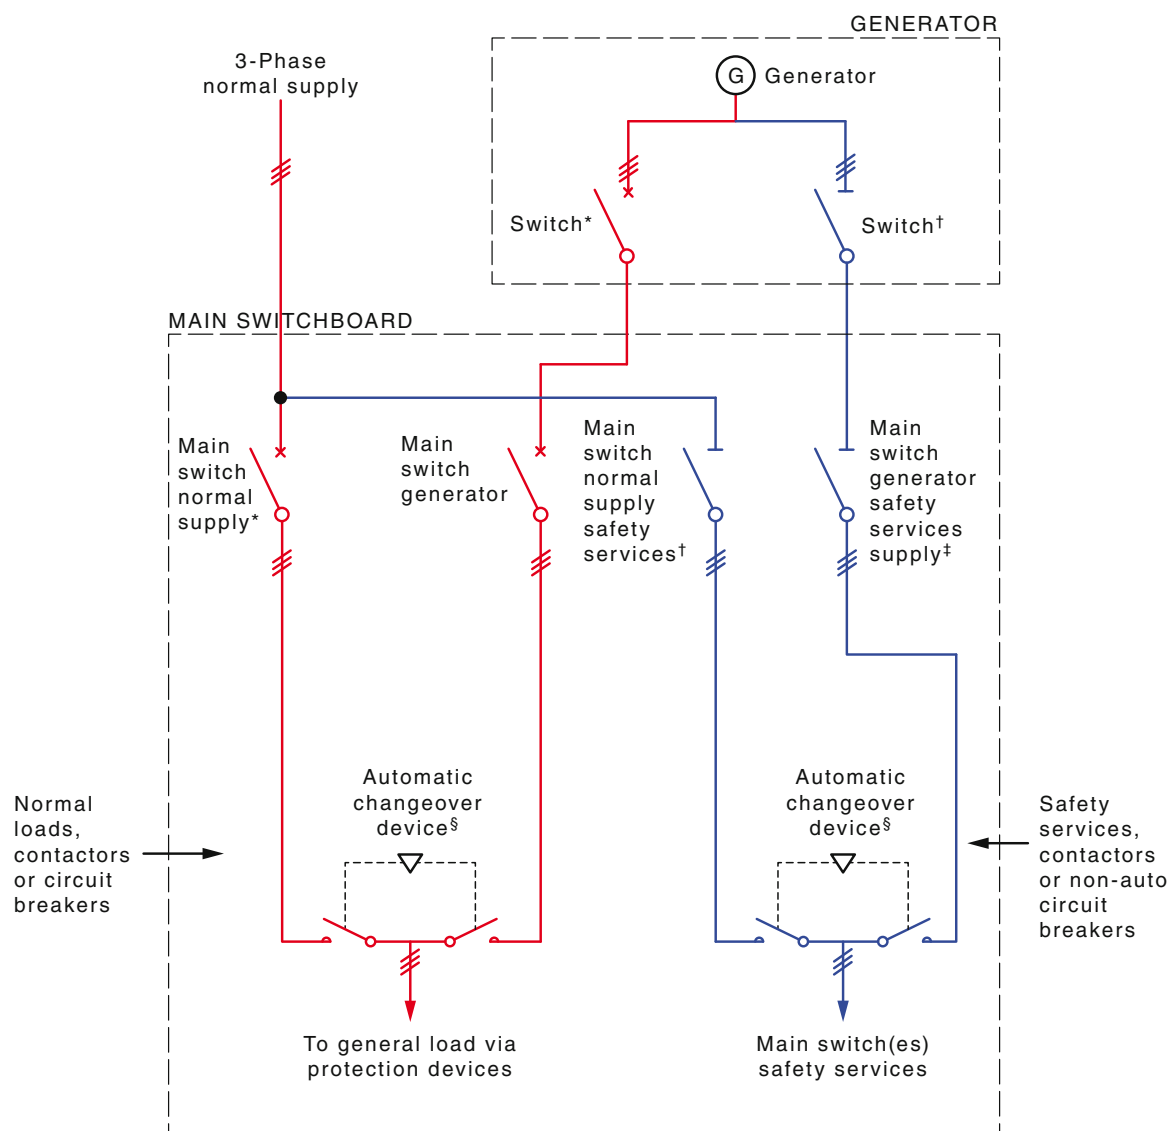 GENERATOR
3-Phase
normal supply
G
Generator
Switch*
Switch†
MAIN SWITCHBOARD
Main
switch
normal
supply*
Main
switch
generator
Main
switch
normal
supply
safety
services†
Main
switch
generator
safety
services
supply‡
Normal
loads,
contactors
or circuit
breakers
Automatic
changeover
device§
Automatic
changeover
device§
Safety
services,
contactors
or non-auto
circuit
breakers
To general load via
protection devices
Main switch(es)
safety services